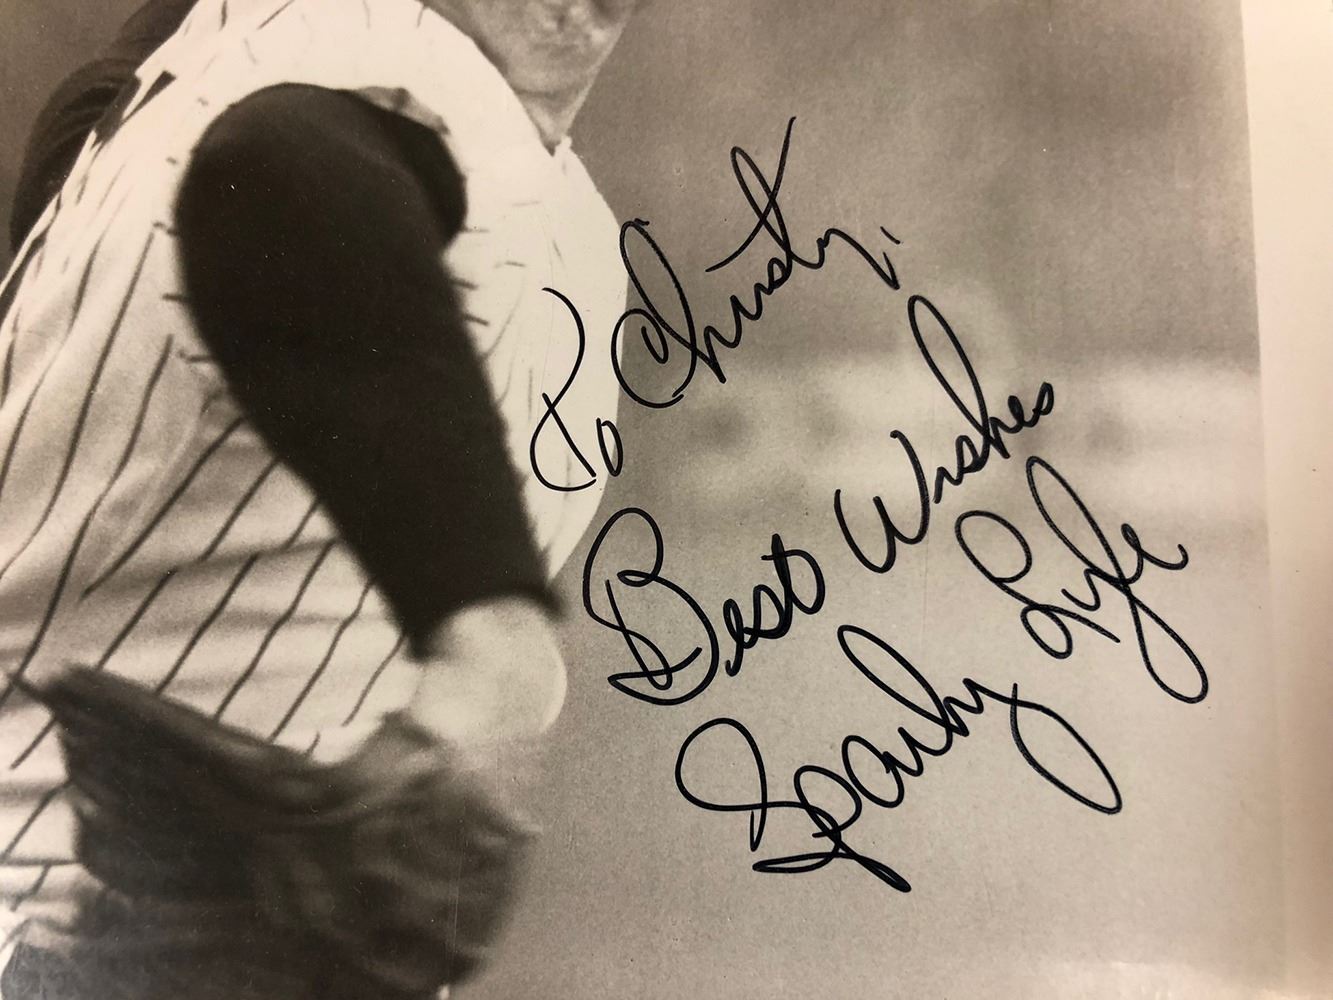 To Christy,
Best Wishes
Sparky Lyle